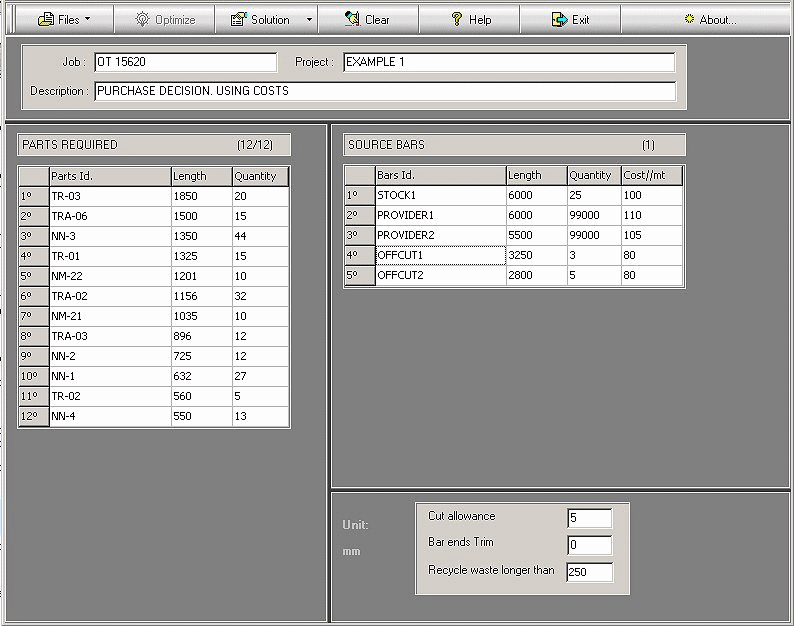 Files Optimize Solution Clear Help Exit About...
Job : OT 15620 Project : EXAMPLE 1
Description : PURCHASE DECISION. USING COSTS
PARTS REQUIRED (12/12)
Parts Id. Length Quantity
1º TR-03 1850 20
2º TRA-06 1500 15
3º NN-3 1350 44
4º TR-01 1325 15
5º NM-22 1201 10
6º TRA-02 1156 32
7º NM-21 1035 10
8º TRA-03 896 12
9º NN-2 725 12
10º NN-1 632 27
11º TR-02 560 5
12º NN-4 550 13
SOURCE BARS (1)
Bars Id. Length Quantity Cost//mt
1º STOCK1 6000 25 100
2º PROVIDER1 6000 99000 110
3º PROVIDER2 5500 99000 105
4º OFFCUT1 3250 3 80
5º OFFCUT2 2800 5 80
Unit:
mm
Cut allowance 5
Bar ends Trim 0
Recycle waste longer than 250